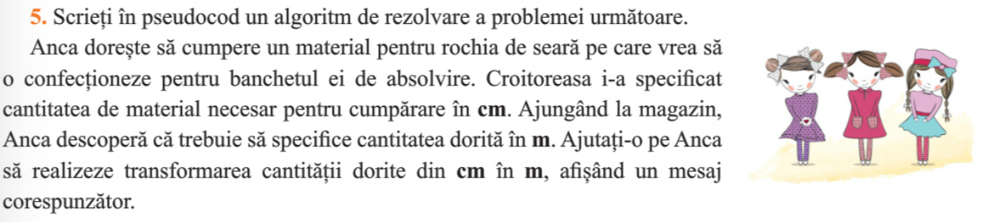 5. Scrieți în pseudocod un algoritm de rezolvare a problemei următoare.
Anca dorește să cumpere un material pentru rochia de seară pe care vrea să
o confecționeze pentru banchetul ei de absolvire. Croitoreasa i-a specificat
cantitatea de material necesar pentru cumpărare în cm. Ajungând la magazin,
Anca descoperă că trebuie să specifice cantitatea dorită în m. Ajutați-o pe Anca
să realizeze transformarea cantității dorite din cm în m, afișând un mesaj
corespunzător.